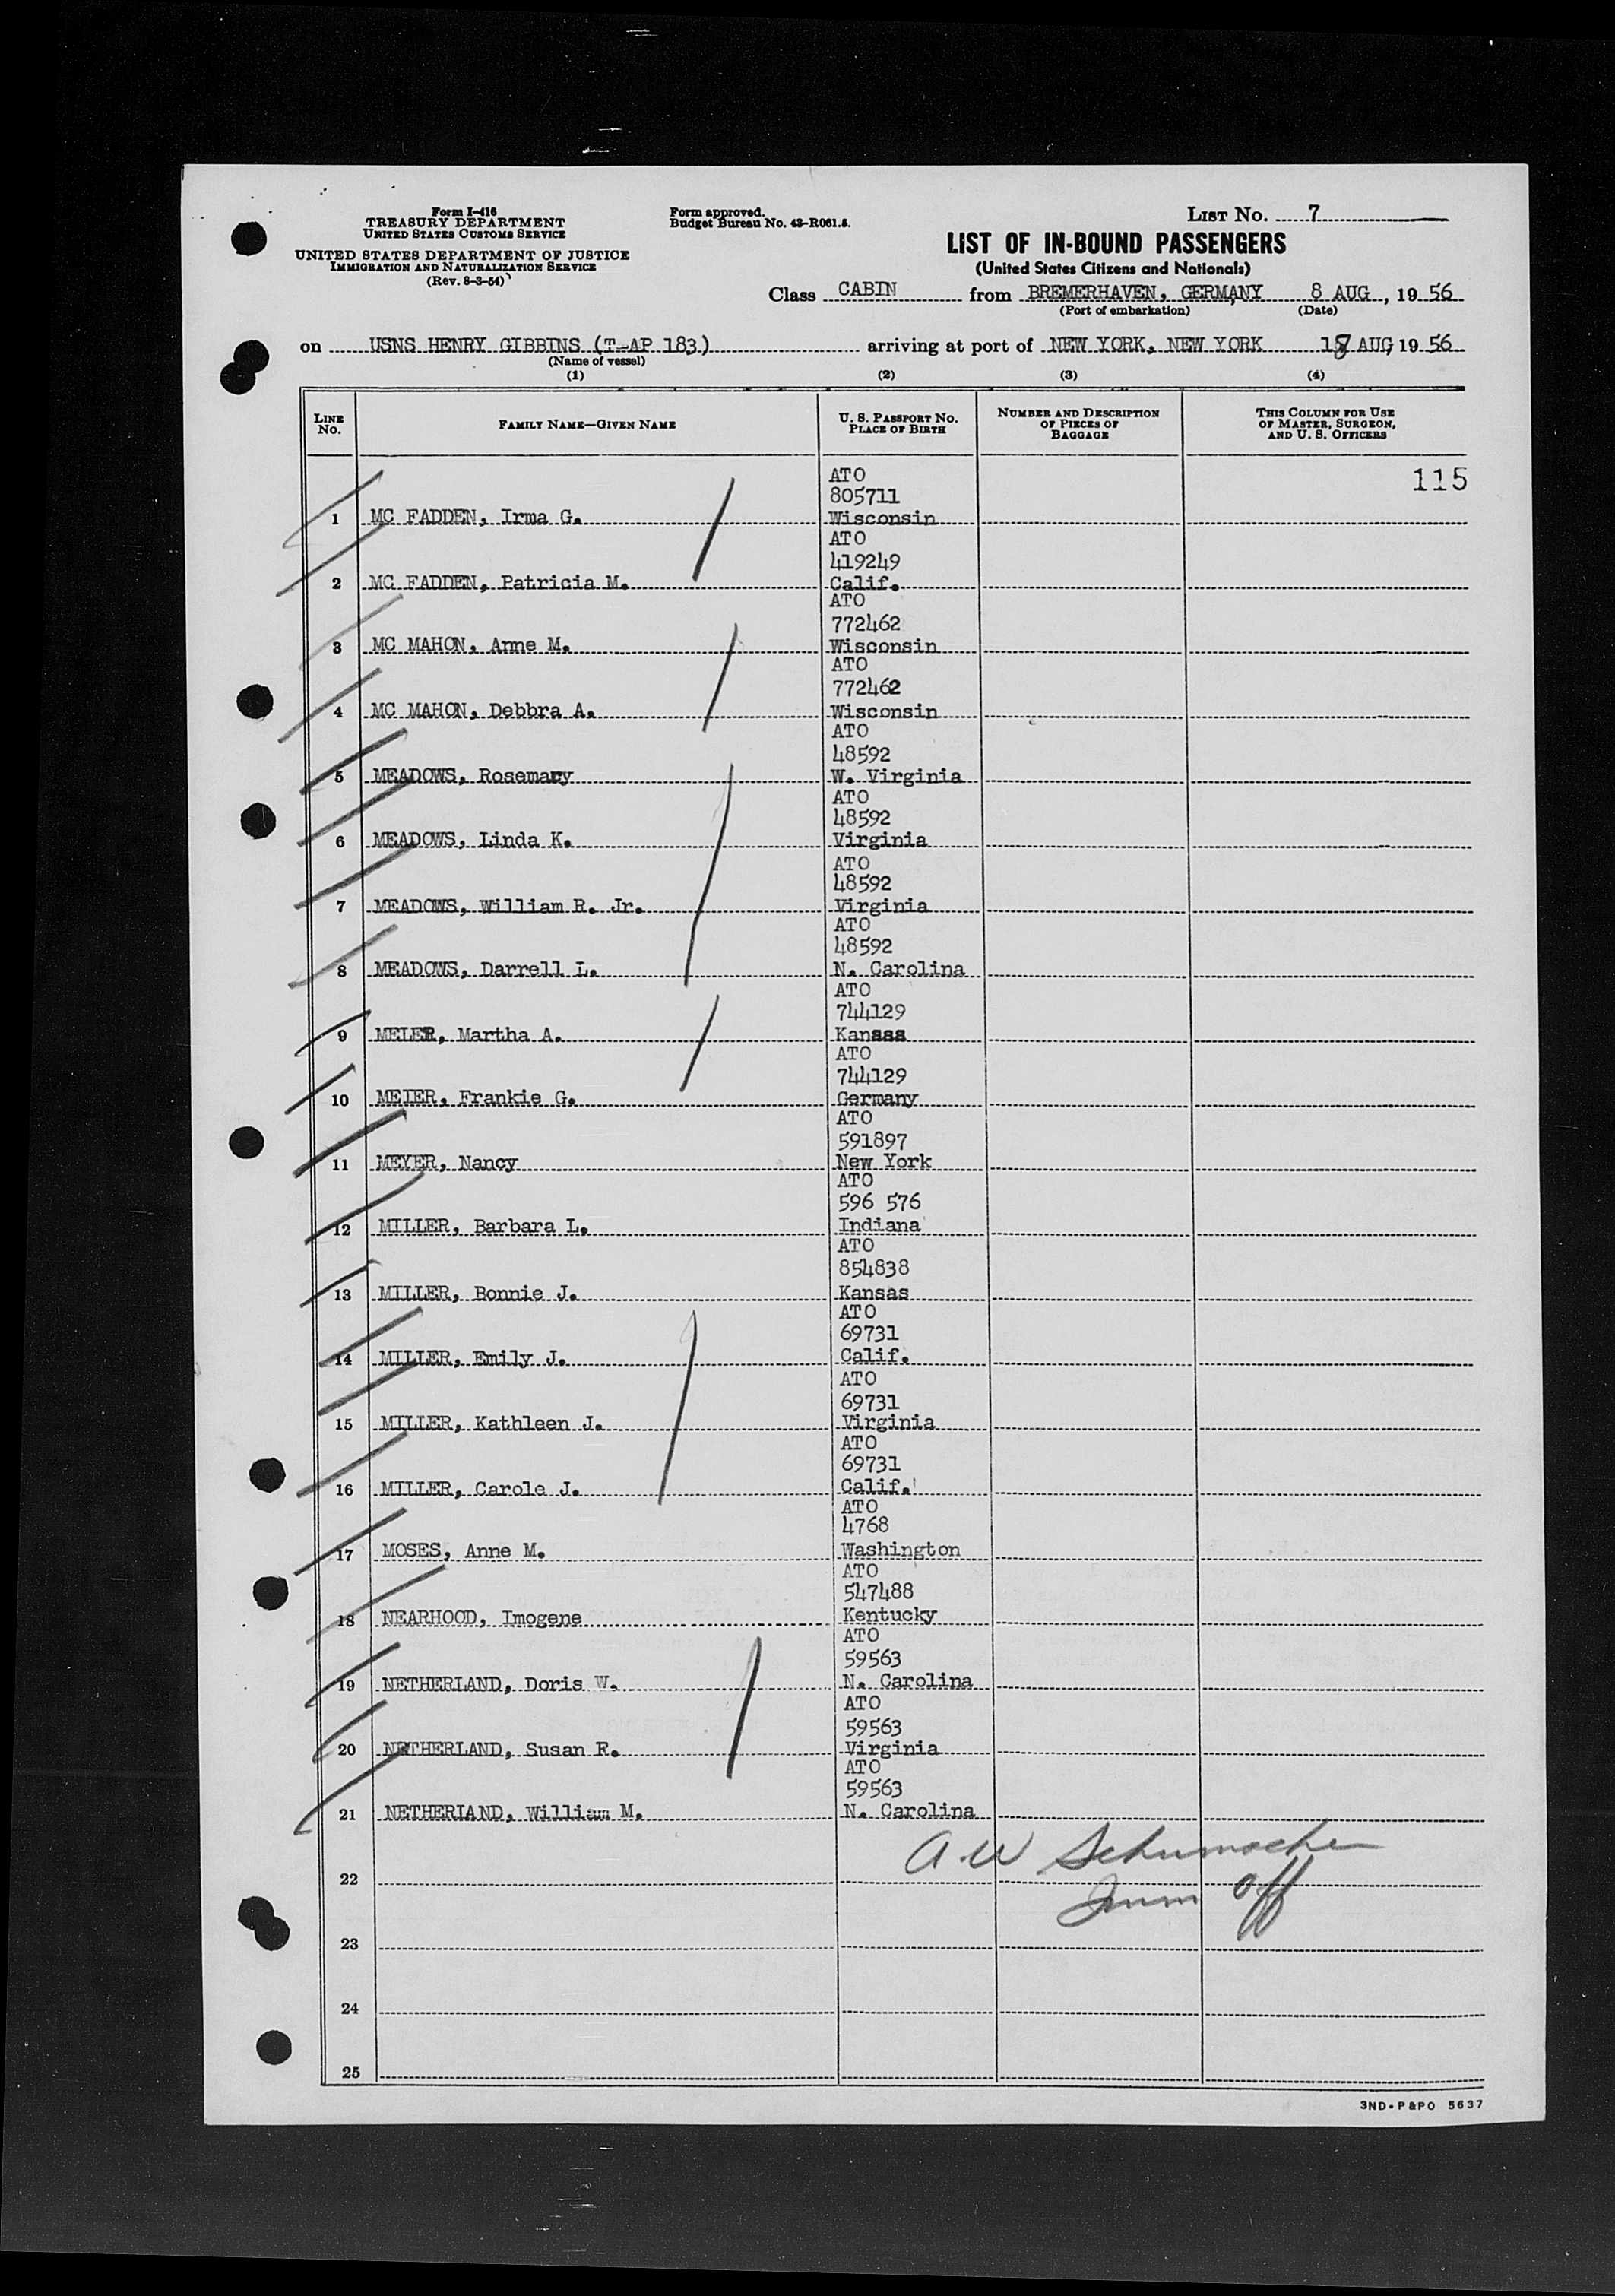 Form I-416
TREASURY DEPARTMENT
UNITED STATES CUSTOMS SERVICE
UNITED STATES DEPARTMENT OF JUSTICE
IMMIGRATION AND NATURALIZATION SERVICE
(Rev. 8-3-54)
Form approved.
Budget Bureau No. 43-R061.5.
LIST NO. 7
LIST OF IN-BOUND PASSENGERS
(United States Citizens and Nationals)
Class CABIN from BREMERHAVEN, GERMANY 8 AUG, 1956
(Port of embarkation) (Date)
on USNS HENRY GIBBINS (T-AP 183) arriving at port of NEW YORK, NEW YORK AUG 1956
(Name of vessel)
(1) (2) (3) (4)
LINE NO.
FAMILY NAME—GIVEN NAME
U. S. PASSPORT NO.
PLACE OF BIRTH
NUMBER AND DESCRIPTION
OF PIECES OF
BAGGAGE
THIS COLUMN FOR USE
OF MASTER, SURGEON,
AND U. S. OFFICERS
115
ATO
805711
1 MC FADDEN, Irma G. Wisconsin
ATO
419249
2 MC FADDEN, Patricia M. Calif.
ATO
772462
3 MC MAHON, Anne M. Wisconsin
ATO
772462
4 MC MAHON, Debbra A. Wisconsin
ATO
48592
5 MEADOWS, Rosemary W. Virginia
ATO
48592
6 MEADOWS, Linda K. Virginia
ATO
48592
7 MEADOWS, William R. Jr. Virginia
ATO
48592
8 MEADOWS, Darrell L. N. Carolina
ATO
744129
9 MEIER, Martha A. Kansas
ATO
744129
10 MEIER, Frankie G. Germany
ATO
591897
11 MEYER, Nancy New York
ATO
596 576
12 MILLER, Barbara L. Indiana
ATO
854838
13 MILLER, Bonnie J. Kansas
ATO
69731
14 MILLER, Emily J. Calif.
ATO
69731
15 MILLER, Kathleen J. Virginia
ATO
69731
16 MILLER, Carole J. Calif.
ATO
4768
17 MOSES, Anne M. Washington
ATO
547488
18 NEARHOOD, Imogene Kentucky
ATO
59563
19 NETHERLAND, Doris W. N. Carolina
ATO
59563
20 NETHERLAND, Susan F. Virginia
ATO
59563
21 NETHERLAND, William M. N. Carolina
A.W Schumacher
22
Imm Off
23
24
25
3ND-P&PO 5637